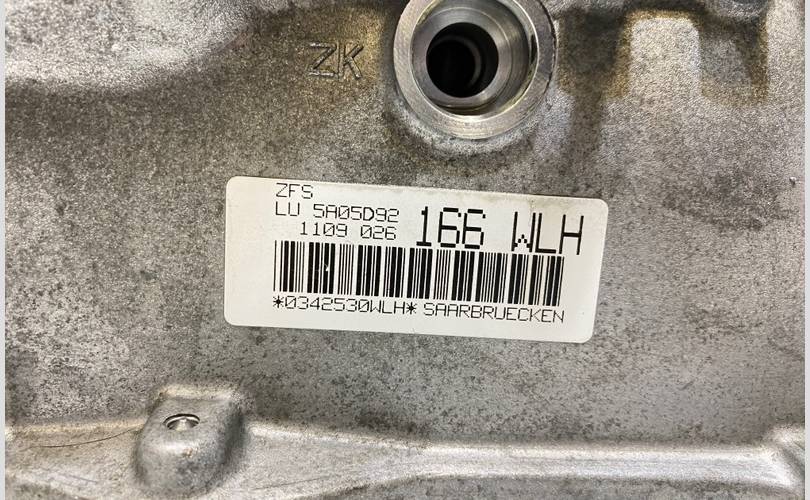 ZK
ZFS
LU 5A05D92
1109 026
166 WLH
*0342530WLH* SAARBRUECKEN